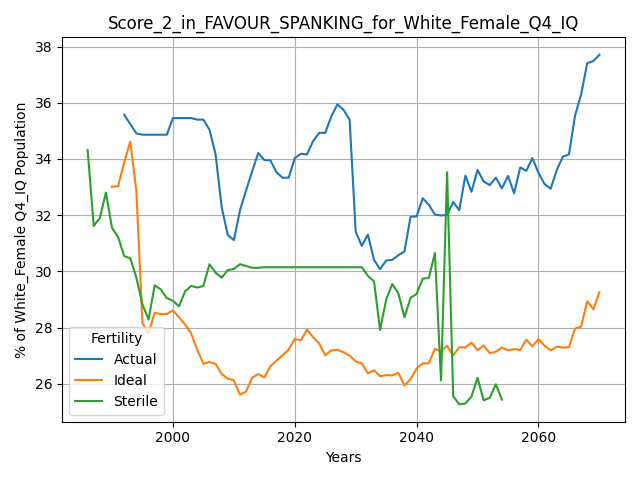 Score_2_in_FAVOUR_SPANKING_for_White_Female_Q4_IQ
% of White_Female Q4_IQ Population
38
36
34
32
30
28
26
Fertility
Actual
Ideal
Sterile
2000
2020
2040
2060
Years